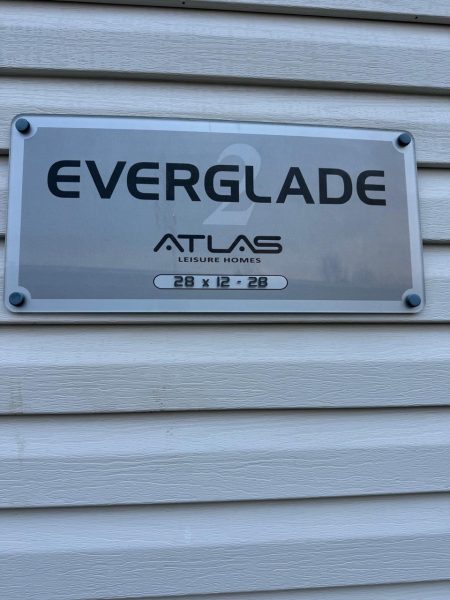 EVERGLADE
2
ATLAS
LEISURE HOMES
28 x 12 - 2B